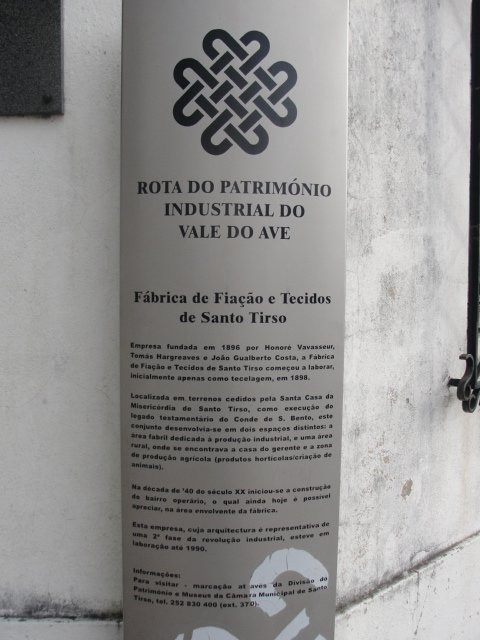 ROTA DO PATRIMÓNIO
INDUSTRIAL DO
VALE DO AVE
Fábrica de Fiação e Tecidos
de Santo Tirso
Empresa fundada em 1896 por Honoré Vavasseur,
Tomás Hargreaves e João Gualberto Costa, a Fábrica
de Fiação e Tecidos de Santo Tirso começou a laborar,
inicialmente apenas como tecelagem, em 1898.
Localizada em terrenos cedidos pela Santa Casa da
Misericórdia de Santo Tirso, como execução do
legado testamentário do Conde de S. Bento, este
conjunto desenvolvia-se em dois espaços distintos: a
área fabril dedicada à produção industrial, e uma área
rural, onde se encontrava a casa do gerente e a zona
de produção agrícola (produtos hortícolas/criação de
animais).
Na década de '40 do século XX iniciou-se a construção
do bairro operário, o qual ainda hoje é possível
apreciar, na área envolvente da fábrica.
Esta empresa, cuja arquitectura é representativa de
uma 2ª fase da revolução industrial, esteve em
laboração até 1990.
Informações:
Para visitar - marcação através da Divisão do
Património e Museus da Câmara Municipal de Santo
Tirso, tel. 252 830 400 (ext. 370).